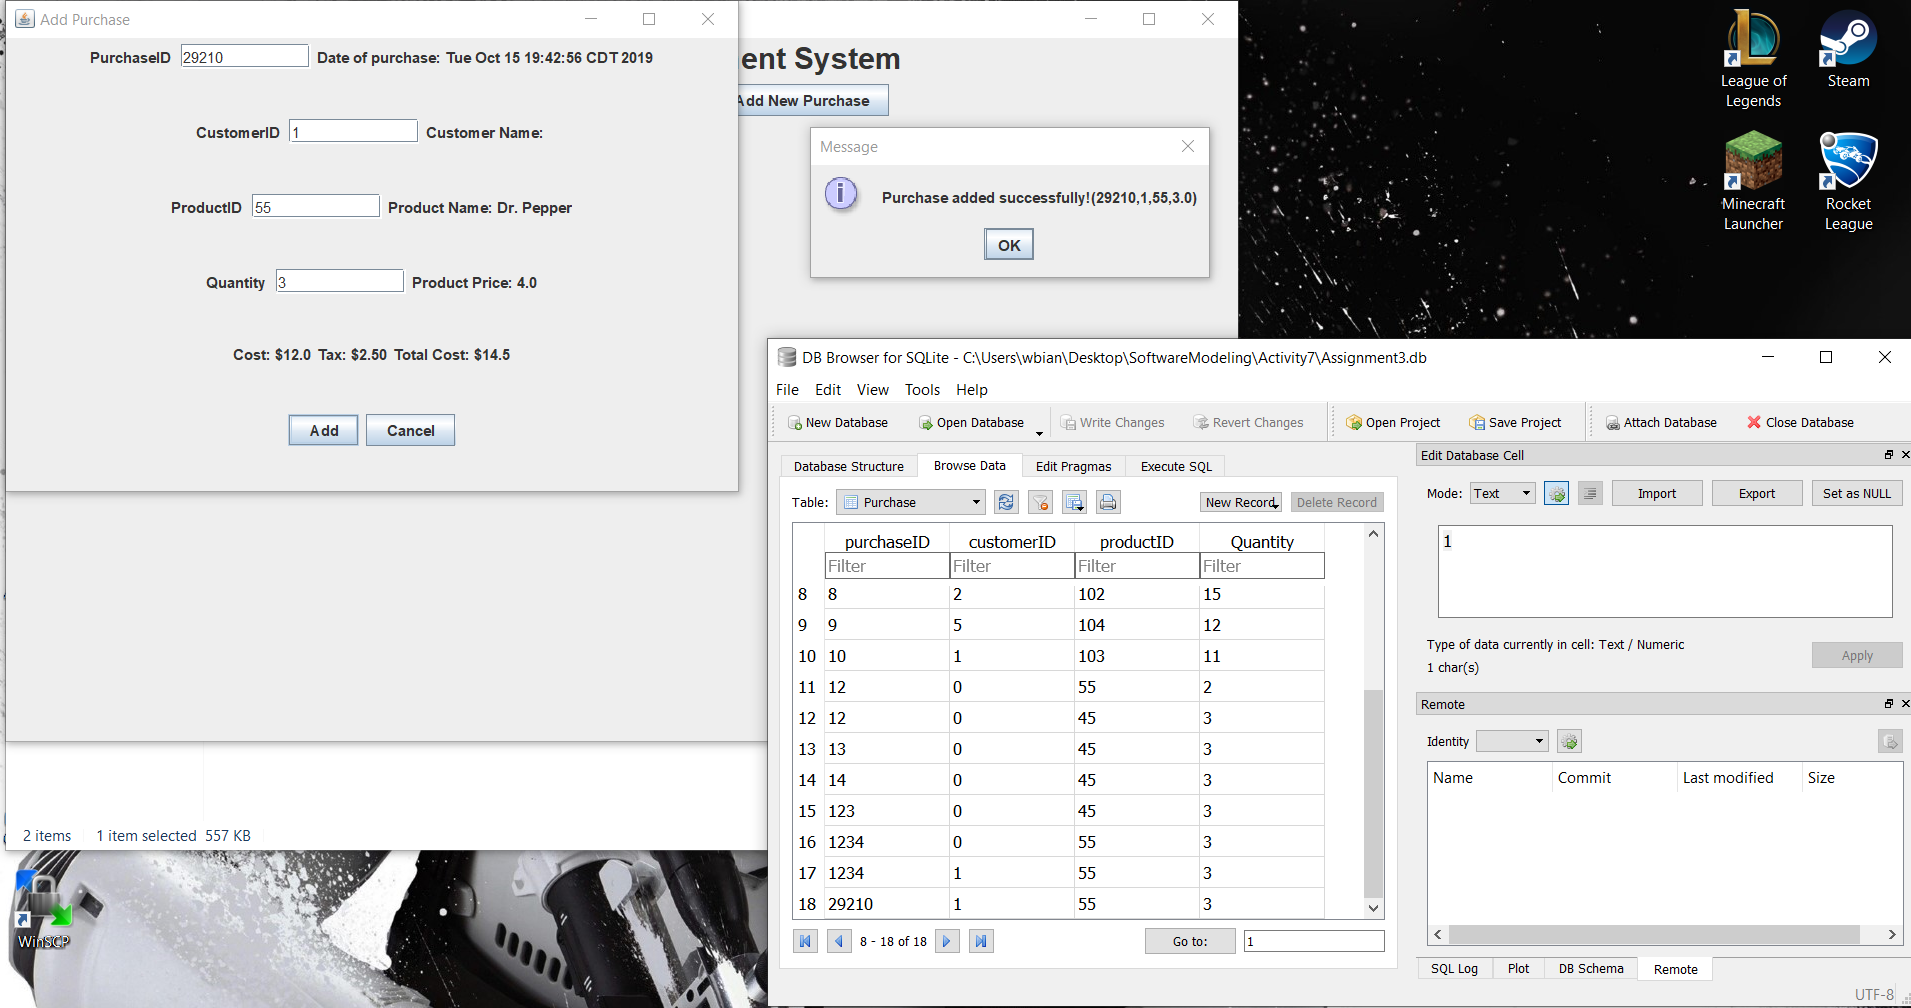 Add Purchase
PurchaseID 29210 Date of purchase: Tue Oct 15 19:42:56 CDT 2019
CustomerID 1 Customer Name:
ProductID 55 Product Name: Dr. Pepper
Quantity 3 Product Price: 4.0
Cost: $12.0 Tax: $2.50 Total Cost: $14.5
Add Cancel
ent System
Add New Purchase
Message
Purchase added successfully!(29210,1,55,3.0)
OK
League of
Legends
Steam
Minecraft
Launcher
Rocket
League
2 items 1 item selected 557 KB
WinSCP
DB Browser for SQLite - C:\Users\wbian\Desktop\SoftwareModeling\Activity7\Assignment3.db
File Edit View Tools Help
New Database Open Database Write Changes Revert Changes Open Project Save Project Attach Database Close Database
Database Structure Browse Data Edit Pragmas Execute SQL
Table: Purchase New Record Delete Record
purchaseID customerID productID Quantity
Filter Filter Filter Filter
8 8 2 102 15
9 9 5 104 12
10 10 1 103 11
11 12 0 55 2
12 12 0 45 3
13 13 0 45 3
14 14 0 45 3
15 123 0 45 3
16 1234 0 55 3
17 1234 1 55 3
18 29210 1 55 3
8 - 18 of 18 Go to: 1
Edit Database Cell
Mode: Text Import Export Set as NULL
1
Type of data currently in cell: Text / Numeric
1 char(s)
Apply
Remote
Identity
Name Commit Last modified Size
SQL Log Plot DB Schema Remote
UTF-8